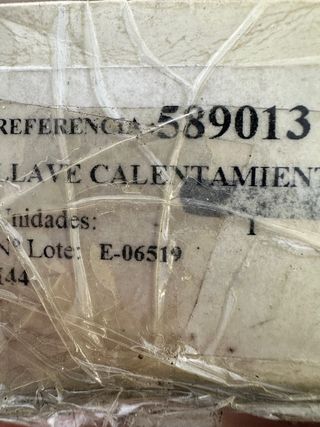 REFERENCIA: 589013
LLAVE CALENTAMIENT
Unidades: 1
Nº Lote: E-06519
144